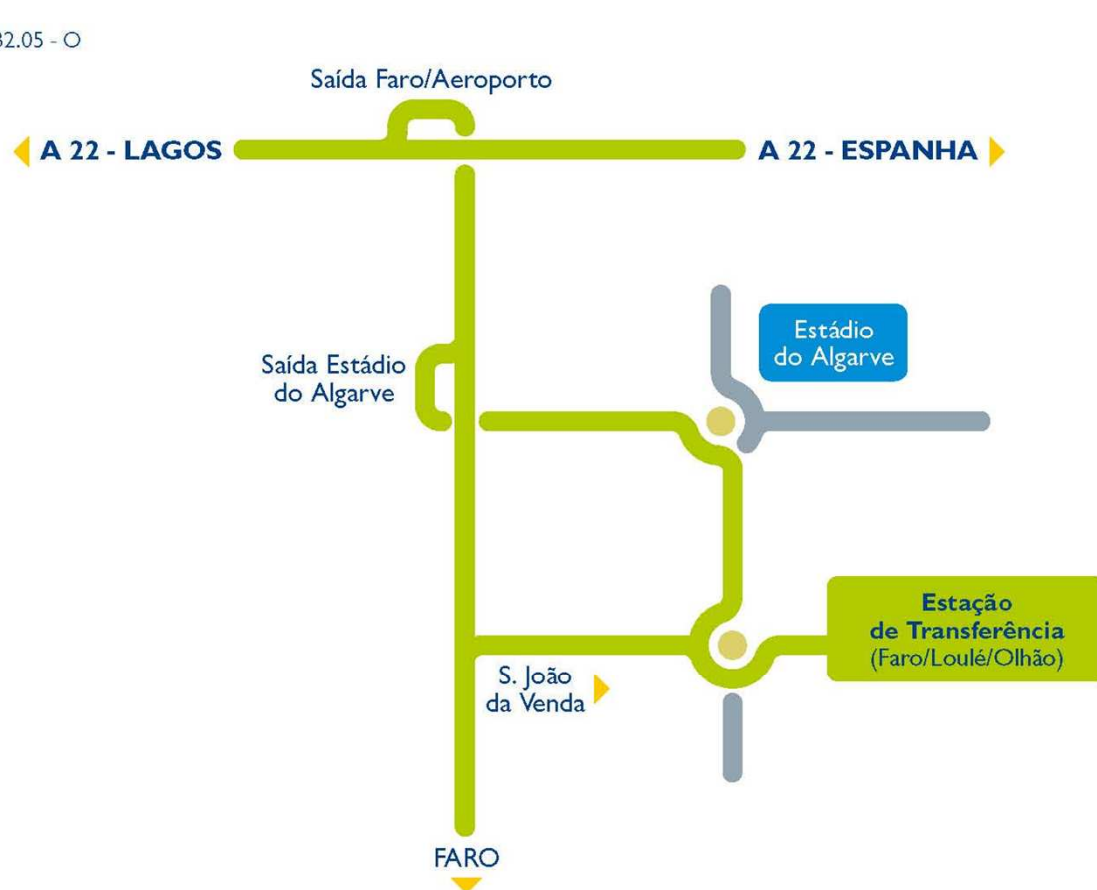 32.05 - O
Saída Faro/Aeroporto
A 22 - LAGOS
A 22 - ESPANHA
Estádio
do Algarve
Saída Estádio
do Algarve
Estação
de Transferência
(Faro/Loulé/Olhão)
S. João
da Venda
FARO